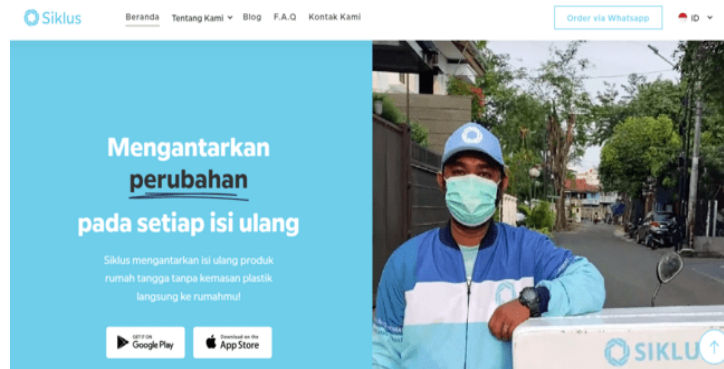 Siklus
Beranda Tentang Kami Blog F.A.Q Kontak Kami
Order via Whatsapp
ID
Mengantarkan
perubahan
pada setiap isi ulang
Siklus mengantarkan isi ulang produk
rumah tangga tanpa kemasan plastik
langsung ke rumahmu!
GET IT ON
Google Play
Download on the
App Store
SIKLU